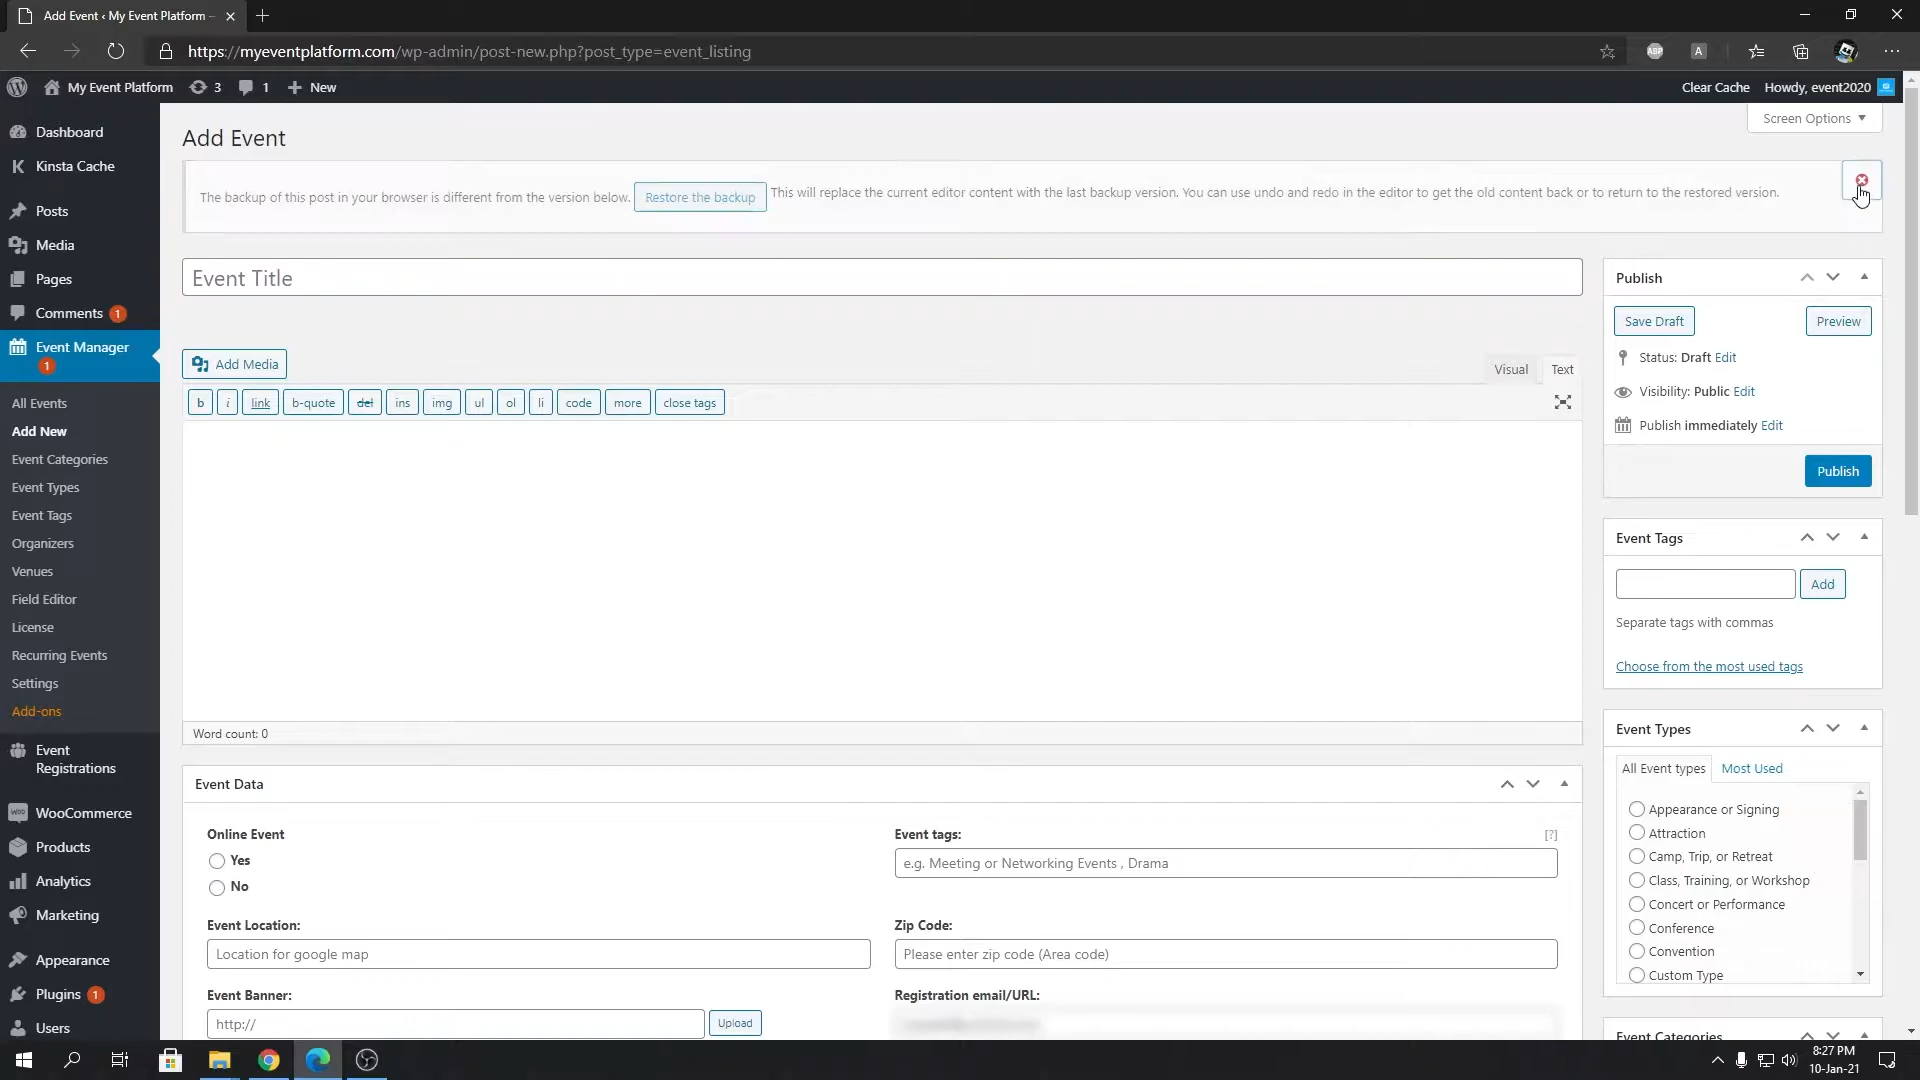 Add Event ‹ My Event Platform –
https://myeventplatform.com/wp-admin/post-new.php?post_type=event_listing
ABP
A
My Event Platform
3
1
New
Clear Cache
Howdy, event2020
Dashboard
Kinsta Cache
Posts
Media
Pages
Comments 1
Event Manager
1
All Events
Add New
Event Categories
Event Types
Event Tags
Organizers
Venues
Field Editor
License
Recurring Events
Settings
Add-ons
Event
Registrations
WooCommerce
Products
Analytics
Marketing
Appearance
Plugins 1
Users
Screen Options
Add Event
The backup of this post in your browser is different from the version below. Restore the backup This will replace the current editor content with the last backup version. You can use undo and redo in the editor to get the old content back or to return to the restored version.
Event Title
Add Media
Visual
Text
b
i
link
b-quote
del
ins
img
ul
ol
li
code
more
close tags
Word count: 0
Event Data
Online Event
Yes
No
Event tags:
[?]
e.g. Meeting or Networking Events , Drama
Event Location:
Location for google map
Zip Code:
Please enter zip code (Area code)
Event Banner:
http://
Upload
Registration email/URL:
Publish
Save Draft
Preview
Status: Draft Edit
Visibility: Public Edit
Publish immediately Edit
Publish
Event Tags
Add
Separate tags with commas
Choose from the most used tags
Event Types
All Event types
Most Used
Appearance or Signing
Attraction
Camp, Trip, or Retreat
Class, Training, or Workshop
Concert or Performance
Conference
Convention
Custom Type
Event Categories
8:27 PM
10-Jan-21